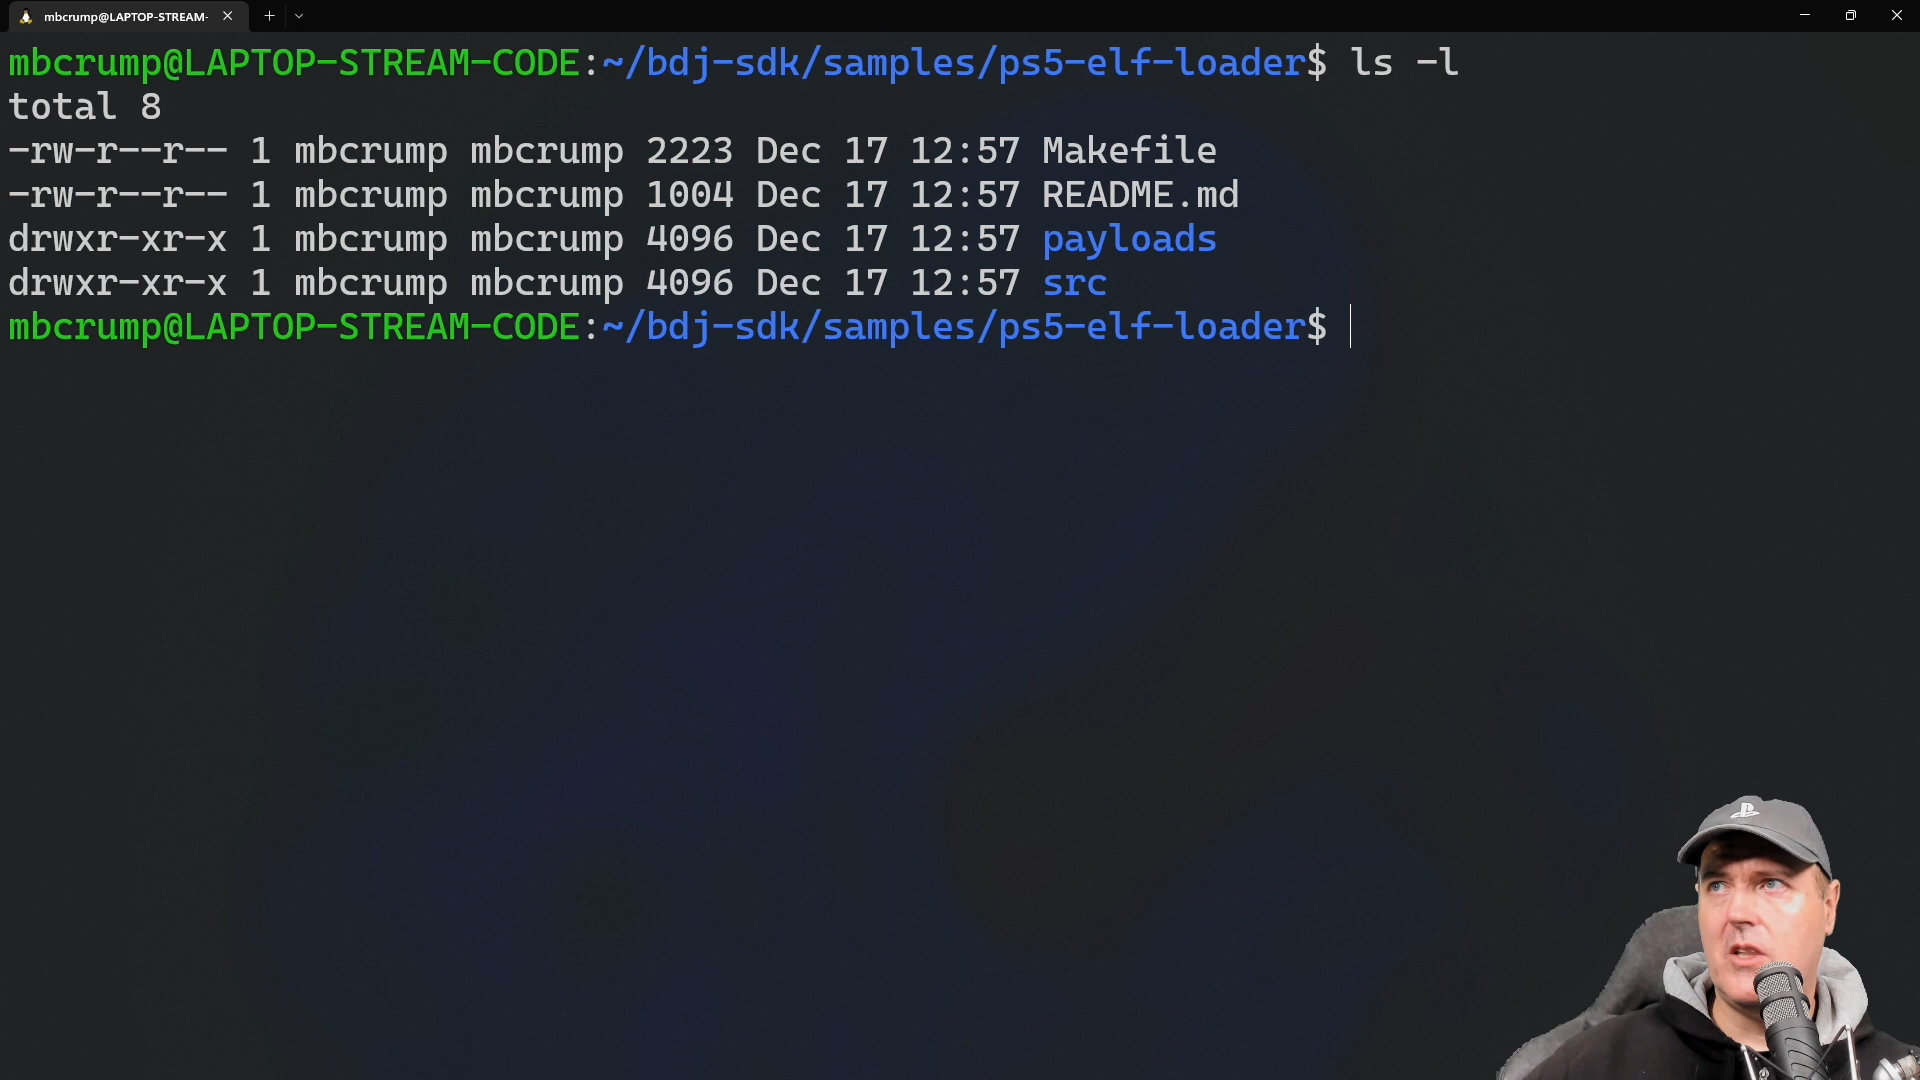 mbcrump@LAPTOP-STREAM-
mbcrump@LAPTOP-STREAM-CODE:~/bdj-sdk/samples/ps5-elf-loader$ ls -l
total 8
-rw-r--r-- 1 mbcrump mbcrump 2223 Dec 17 12:57 Makefile
-rw-r--r-- 1 mbcrump mbcrump 1004 Dec 17 12:57 README.md
drwxr-xr-x 1 mbcrump mbcrump 4096 Dec 17 12:57 payloads
drwxr-xr-x 1 mbcrump mbcrump 4096 Dec 17 12:57 src
mbcrump@LAPTOP-STREAM-CODE:~/bdj-sdk/samples/ps5-elf-loader$